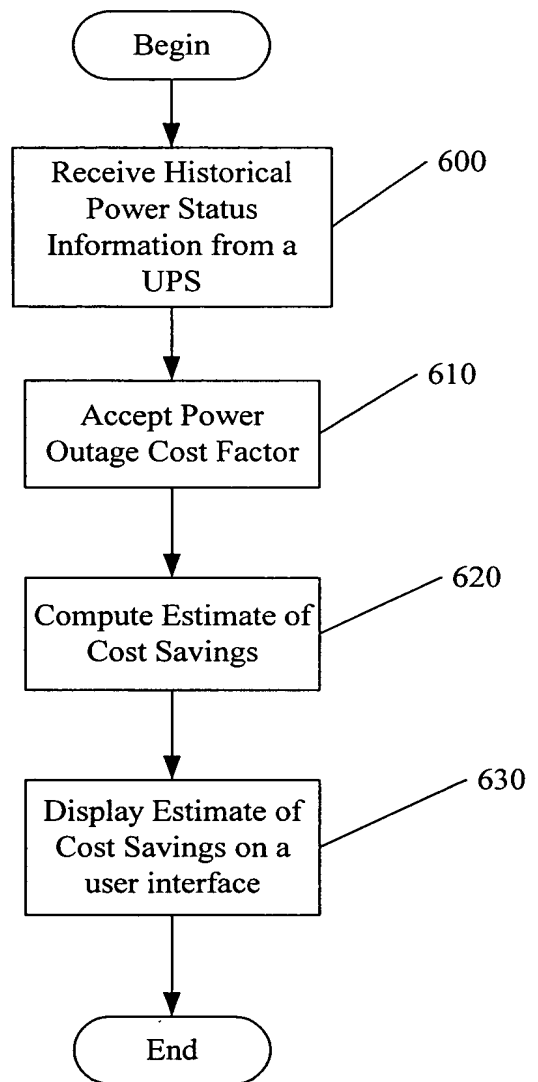 Begin
Receive Historical
Power Status
Information from a
UPS
600
Accept Power
Outage Cost Factor
610
Compute Estimate of
Cost Savings
620
Display Estimate of
Cost Savings on a
user interface
630
End